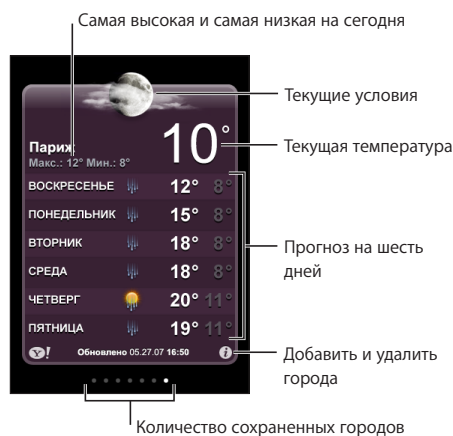 Самая высокая и самая низкая на сегодня
Текущие условия
10°
Текущая температура
Париж
Макс.: 12° Мин.: 8°
ВОСКРЕСЕНЬЕ 12° 8°
ПОНЕДЕЛЬНИК 15° 8°
ВТОРНИК 18° 8°
СРЕДА 18° 8°
ЧЕТВЕРГ 20° 11°
ПЯТНИЦА 19° 11°
Прогноз на шесть
дней
Y! Обновлено 05.27.07 16:50 i
Добавить и удалить
города
Количество сохраненных городов